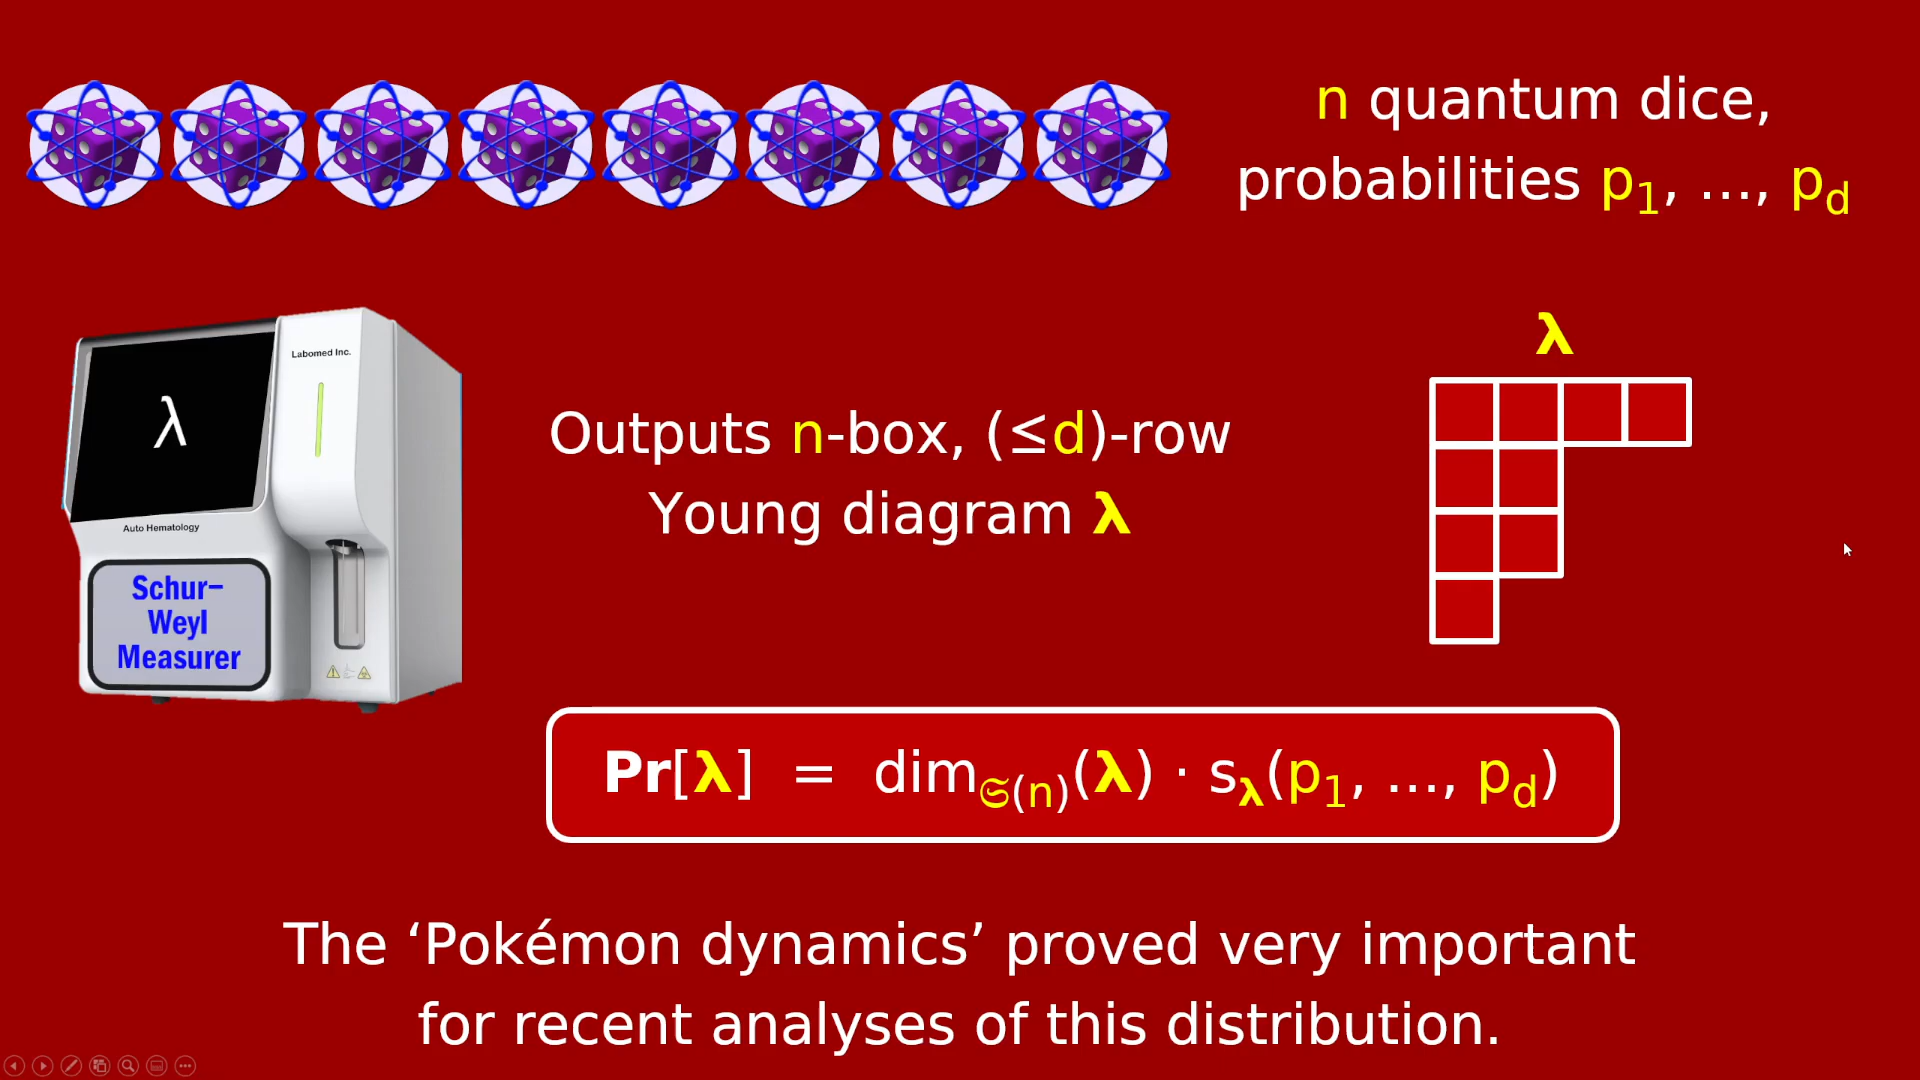 n quantum dice,
probabilities p₁, ..., p_d
λ
Labomed Inc.
λ
Outputs n-box, (≤d)-row
Young diagram λ
Auto Hematology
Schur–
Weyl
Measurer
Pr[λ] = dim_𝔖(n)(λ) · s_λ(p₁, ..., p_d)
The ‘Pokémon dynamics’ proved very important
for recent analyses of this distribution.